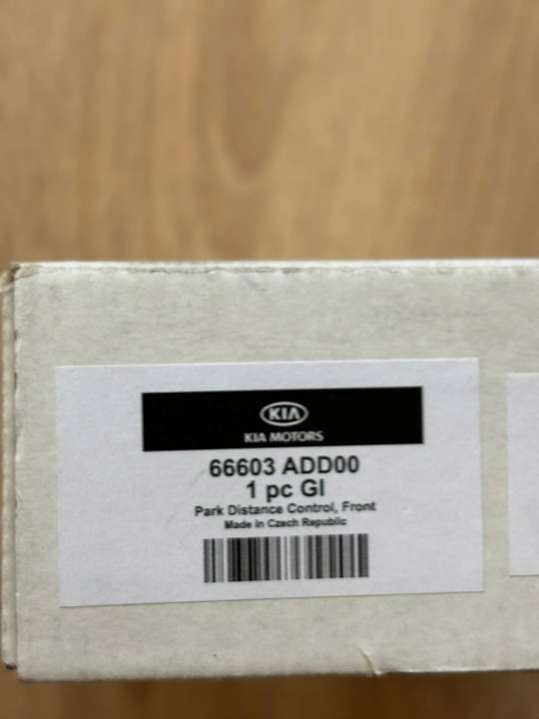 KIA
KIA MOTORS
66603 ADD00
1 pc GI
Park Distance Control, Front
Made in Czech Republic